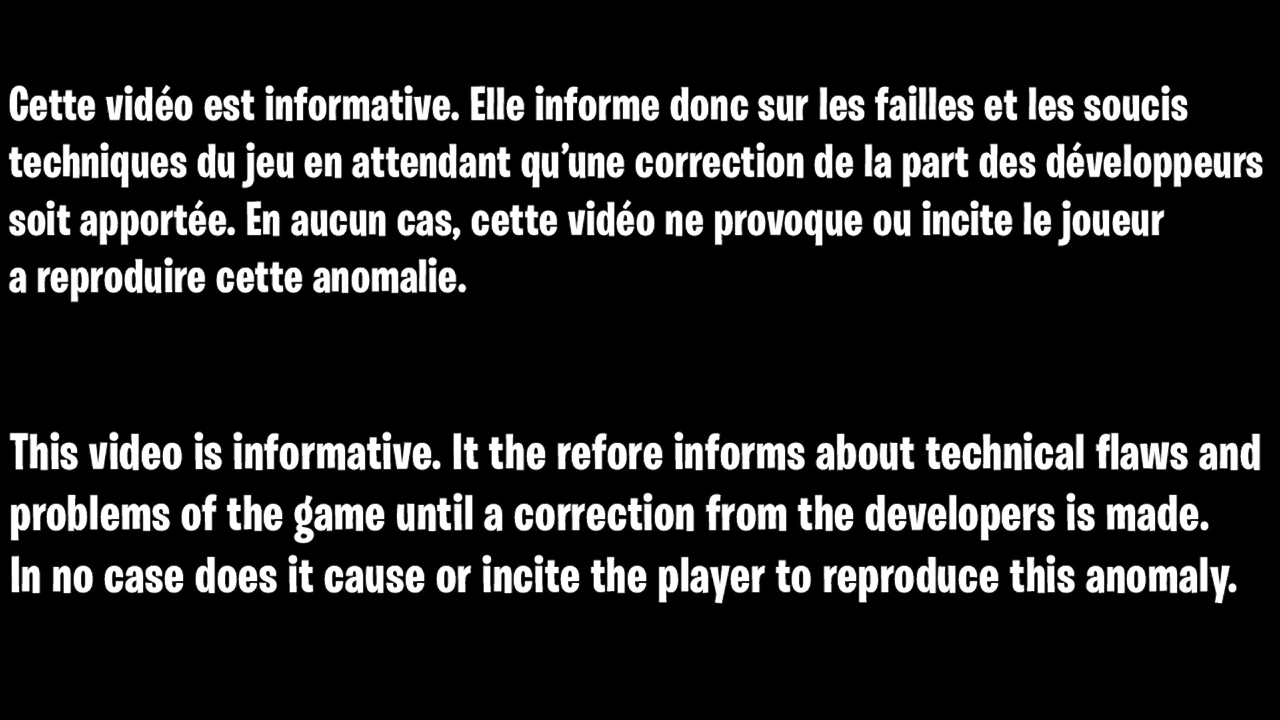 Cette vidéo est informative. Elle informe donc sur les failles et les soucis
techniques du jeu en attendant qu’une correction de la part des développeurs
soit apportée. En aucun cas, cette vidéo ne provoque ou incite le joueur
a reproduire cette anomalie.
This video is informative. It the refore informs about technical flaws and
problems of the game until a correction from the developers is made.
In no case does it cause or incite the player to reproduce this anomaly.